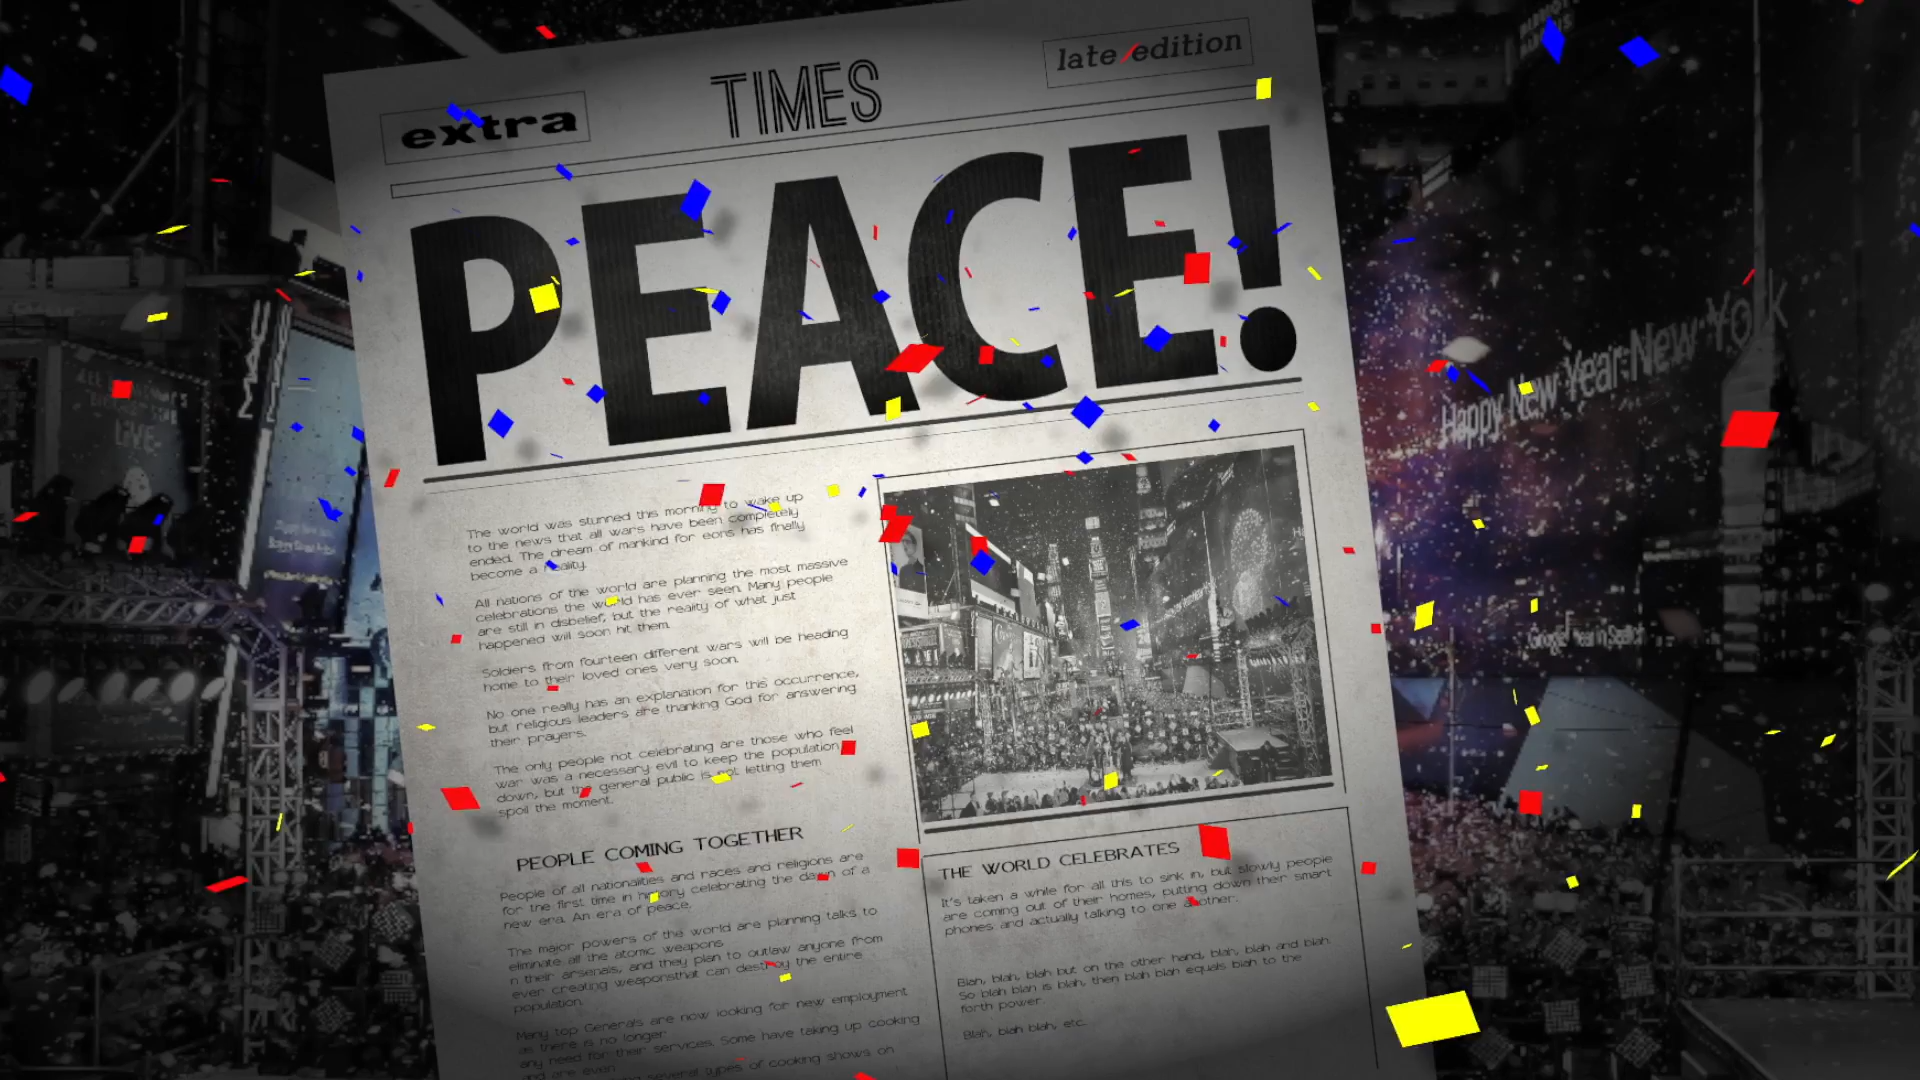 extra
TIMES
late edition
PEACE!
The world was stunned this morning to wake up
to the news that all wars have been completely
ended. The dream of mankind for eons has finally
become a reality.
All nations of the world are planning the most massive
celebrations the world has ever seen. Many people
are still in disbelief, but the reality of what just
happened will soon hit them.
Soldiers from fourteen different wars will be heading
home to their loved ones very soon.
No one really has an explanation for this occurrence,
but religious leaders are thanking God for answering
their prayers.
The only people not celebrating are those who feel
war was a necessary evil to keep the population
down, but the general public is not letting them
spoil the moment.
PEOPLE COMING TOGETHER
People of all nationalities and races and religions are
for the first time in history celebrating the dawn of a
new era. An era of peace.
The major powers of the world are planning talks to
eliminate all the atomic weapons
n their arsenals, and they plan to outlaw anyone from
ever creating weaponsthat can destroy the entire
population.
Many top Generals are now looking for new employment
as there is no longer
any need for their services. Some have taking up cooking
and are even
several types of cooking shows on
THE WORLD CELEBRATES
It's taken a while for all this to sink in, but slowly people
are coming out of their homes, putting down their smart
phones and actually talking to one another.
Blah, blah, blah but on the other hand, blah, blah and blah.
So blah blah is blah, then blah blah equals blah to the
forth power.
Blah, blah blah, etc.
Happy New Year New York
LIVE